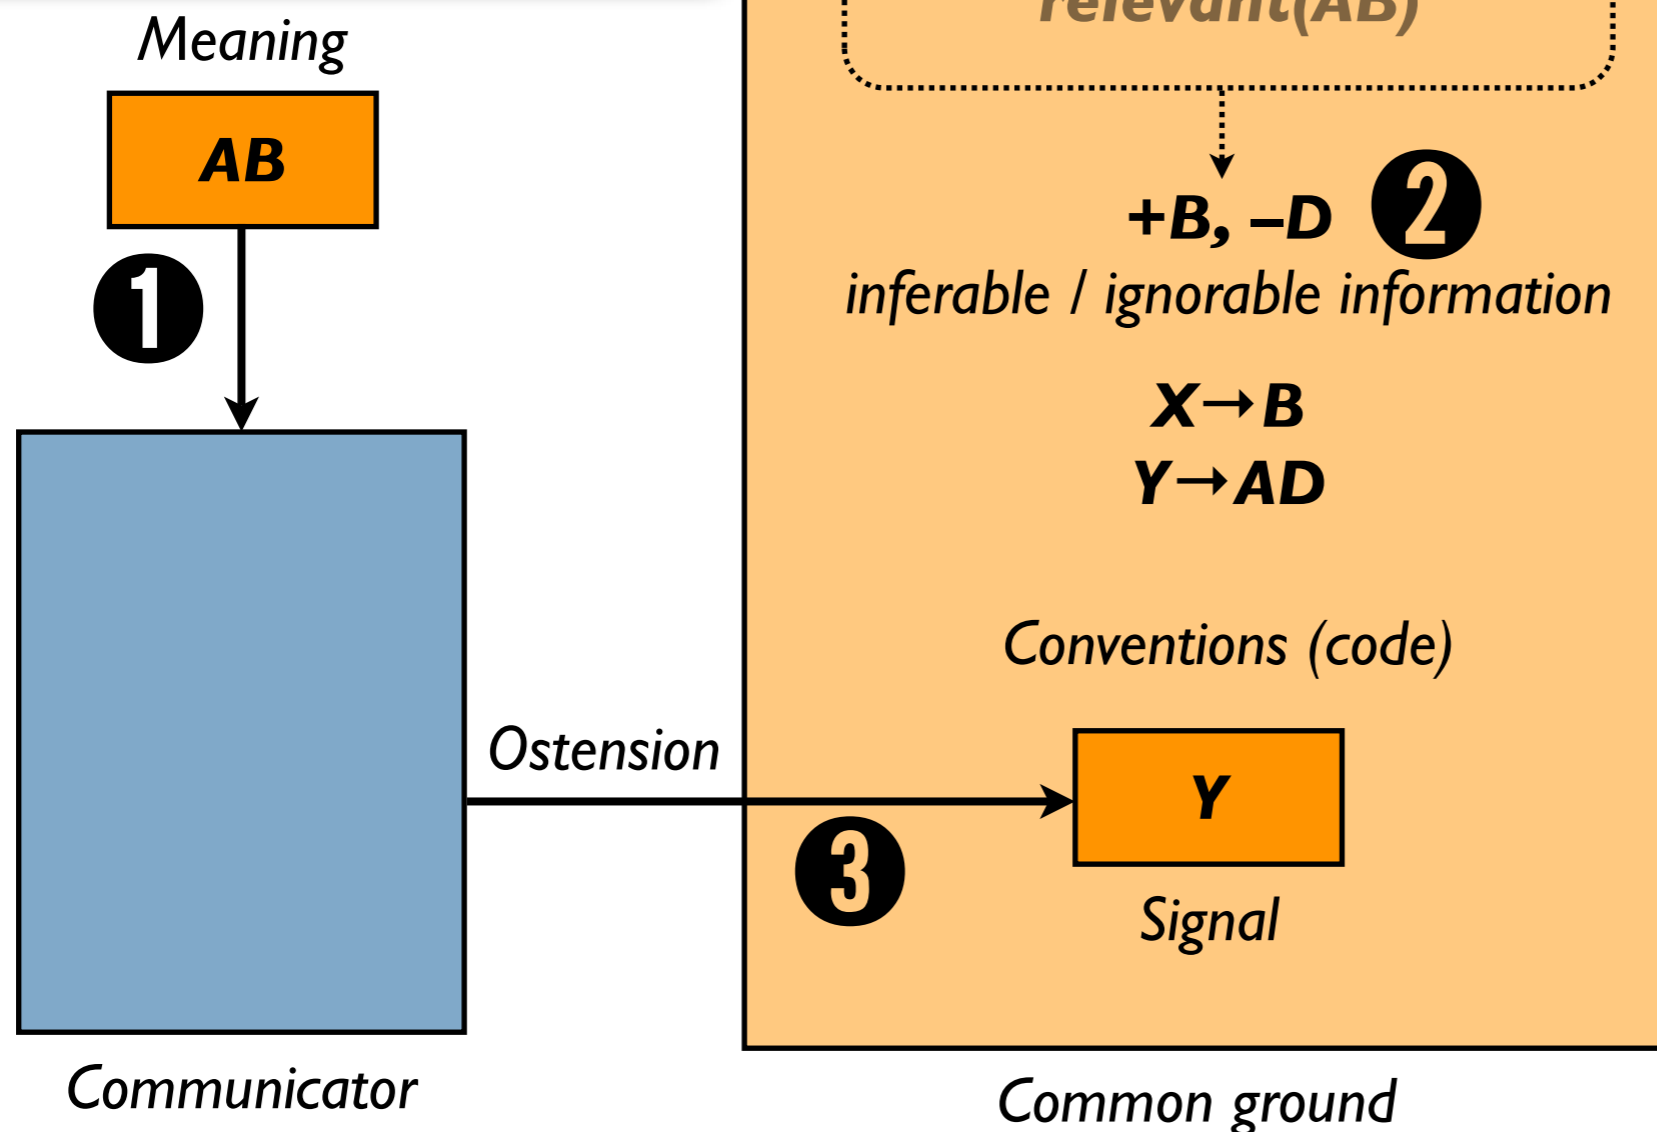 Meaning
AB
1
relevant(AB)
+B, –D
2
inferable / ignorable information
X→B
Y→AD
Conventions (code)
Ostension
3
Y
Signal
Communicator
Common ground